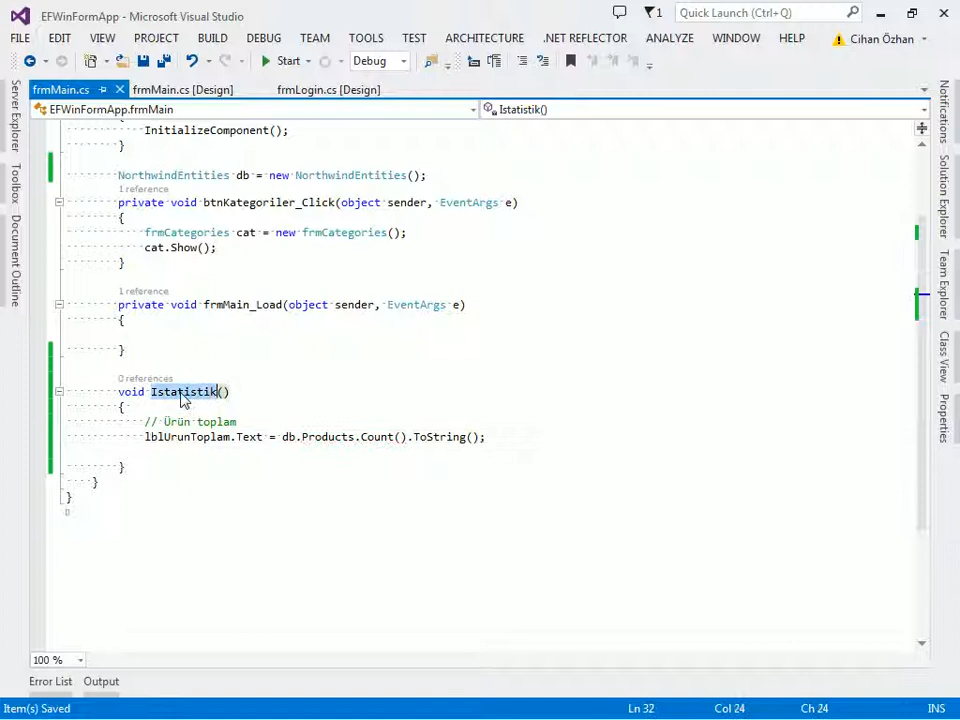 EFWinFormApp - Microsoft Visual Studio
1
Quick Launch (Ctrl+Q)
FILE EDIT VIEW PROJECT BUILD DEBUG TEAM TOOLS TEST ARCHITECTURE .NET REFLECTOR ANALYZE WINDOW HELP Cihan Özhan
Start Debug
frmMain.cs frmMain.cs [Design] frmLogin.cs [Design]
EFWinFormApp.frmMain Istatistik()
Server Explorer
Toolbox
Document Outline
{
InitializeComponent();
}
NorthwindEntities db = new NorthwindEntities();
1 reference
private void btnKategoriler_Click(object sender, EventArgs e)
{
frmCategories cat = new frmCategories();
cat.Show();
}
1 reference
private void frmMain_Load(object sender, EventArgs e)
{
}
0 references
void Istatistik()
{
// Ürün toplam
lblUrunToplam.Text = db.Products.Count().ToString();
}
}
}
Notifications
Solution Explorer
Team Explorer
Class View
Properties
100 %
Error List Output
Item(s) Saved Ln 32 Col 24 Ch 24 INS